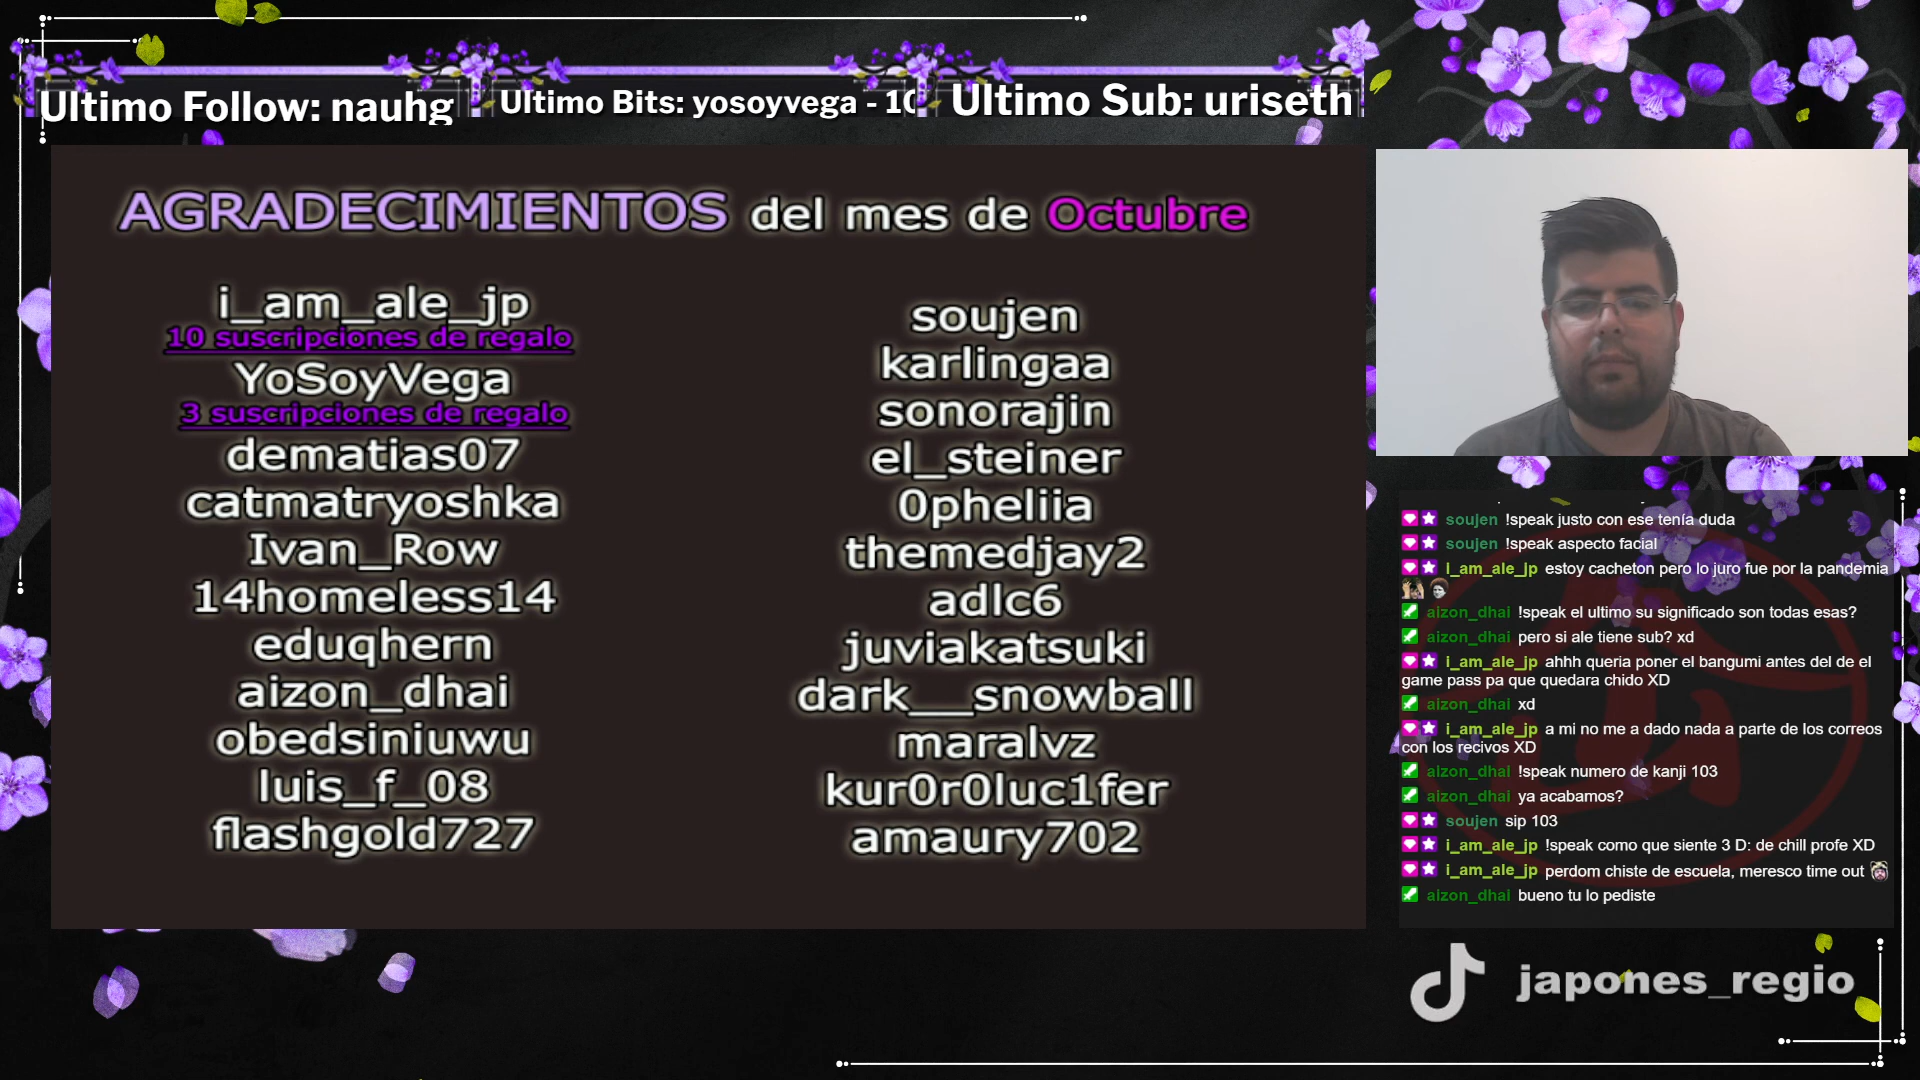 Ultimo Follow: nauhg
Ultimo Bits: yosoyvega - 10
Ultimo Sub: uriseth
AGRADECIMIENTOS del mes de Octubre
i_am_ale_jp
10 suscripciones de regalo
YoSoyVega
3 suscripciones de regalo
dematias07
catmatryoshka
Ivan_Row
14homeless14
eduqhern
aizon_dhai
obedsiniuwu
luis_f_08
flashgold727
soujen
karlingaa
sonorajin
el_steiner
0pheliia
themedjay2
adlc6
juviakatsuki
dark__snowball
maralvz
kur0r0luc1fer
amaury702
soujen !speak justo con ese tenía duda
soujen !speak aspecto facial
i_am_ale_jp estoy cacheton pero lo juro fue por la pandemia
aizon_dhai !speak el ultimo su significado son todas esas?
aizon_dhai pero si ale tiene sub? xd
i_am_ale_jp ahhh queria poner el bangumi antes del de el
game pass pa que quedara chido XD
aizon_dhai xd
i_am_ale_jp a mi no me a dado nada a parte de los correos
con los recivos XD
aizon_dhai !speak numero de kanji 103
aizon_dhai ya acabamos?
soujen sip 103
i_am_ale_jp !speak como que siente 3 D: de chill profe XD
i_am_ale_jp perdom chiste de escuela, meresco time out
aizon_dhai bueno tu lo pediste
japones_regio